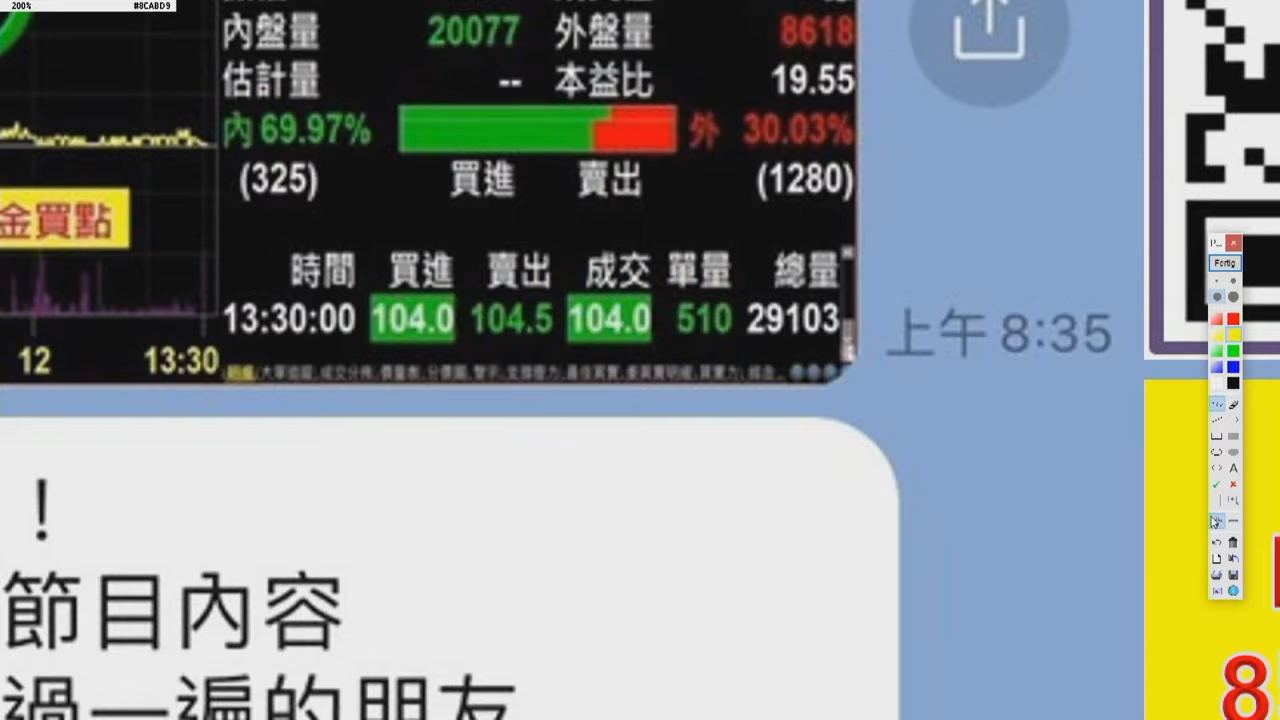 200% #8CABD9
內盤量 20077 外盤量 8618
估計量 -- 本益比 19.55
內 69.97% 外 30.03%
(325) 買進 賣出 (1280)
金買點
時間 買進 賣出 成交 單量 總量
13:30:00 104.0 104.5 104.0 510 29103
12 13:30
上午 8:35
P...
Fertig
A
！
節目內容
過一遍的朋友
8